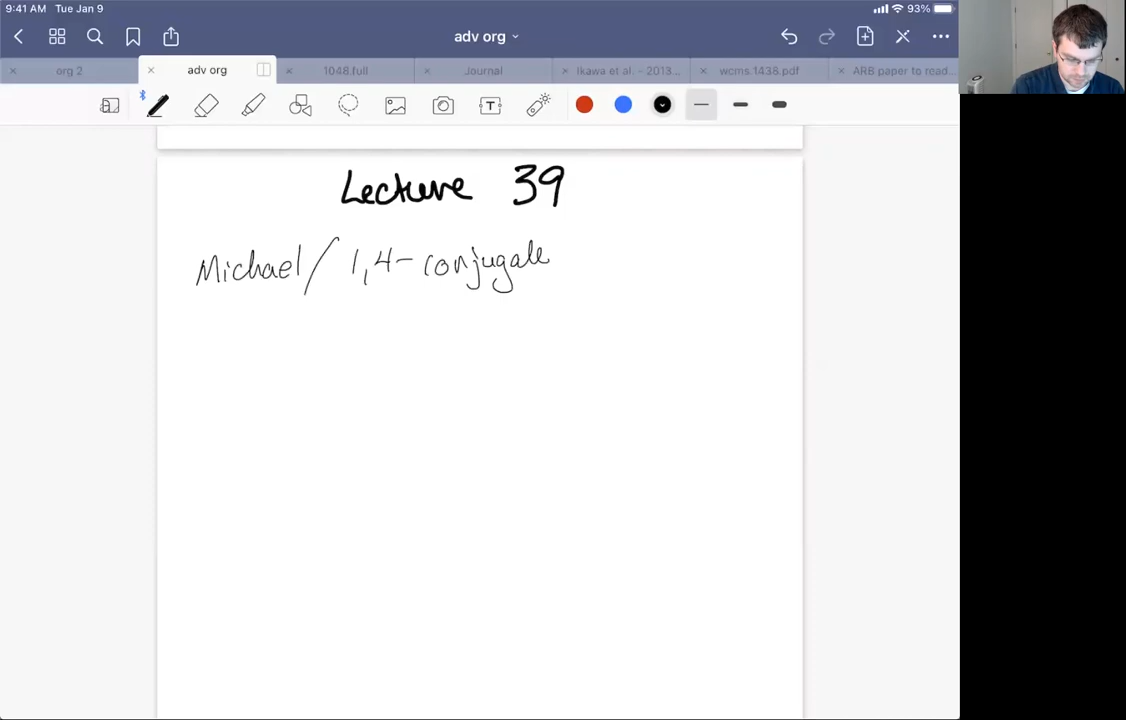 9:41 AM Tue Jan 9
93%
adv org
org 2
adv org
1048.full
Journal
Ikawa et al. - 2013...
wcms.1438.pdf
ARB paper to read...
T
Lecture 39
Michael / 1,4-conjugate